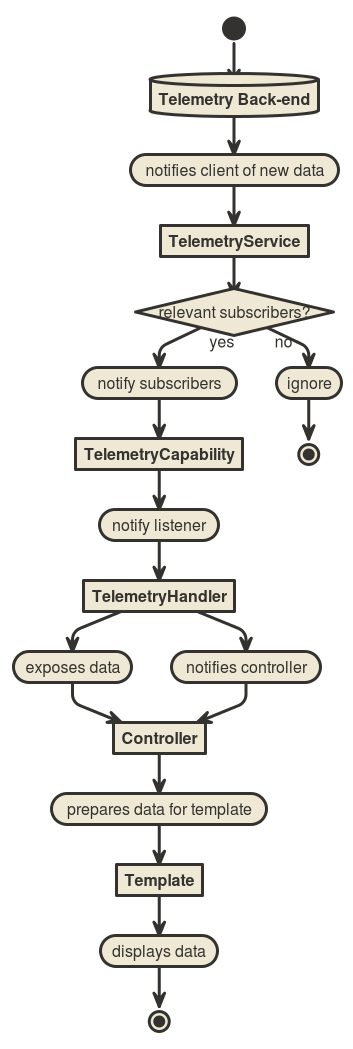 Telemetry Back-end
notifies client of new data
TelemetryService
relevant subscribers?
yes
no
notify subscribers
ignore
TelemetryCapability
notify listener
TelemetryHandler
exposes data
notifies controller
Controller
prepares data for template
Template
displays data